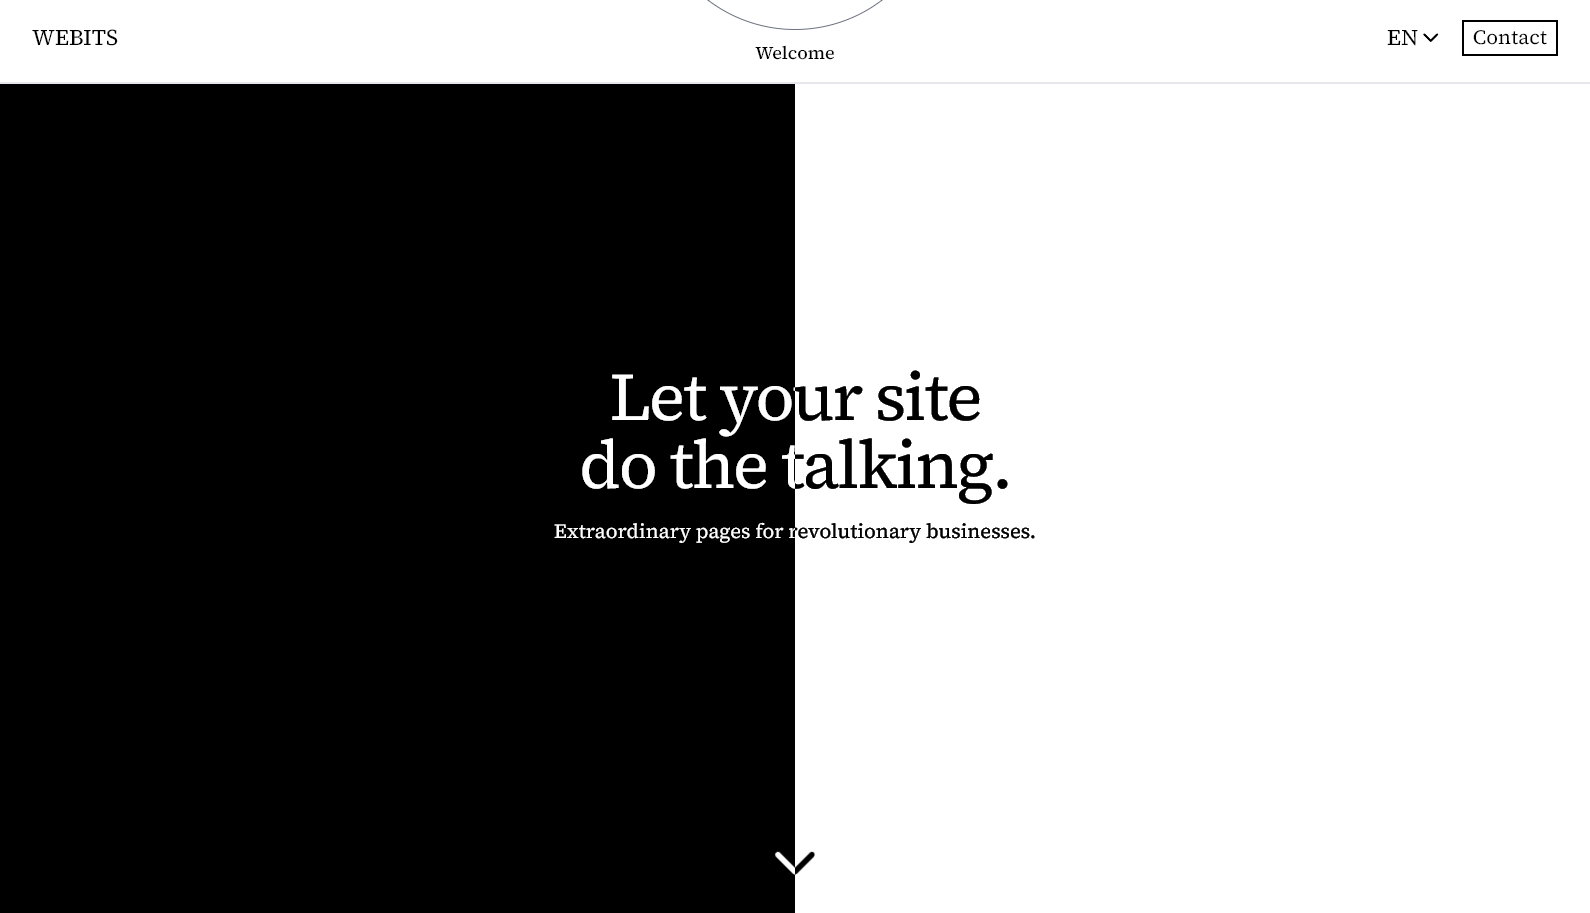 WEBITS
Welcome
EN
Contact
Let your site
do the talking.
Extraordinary pages for revolutionary businesses.